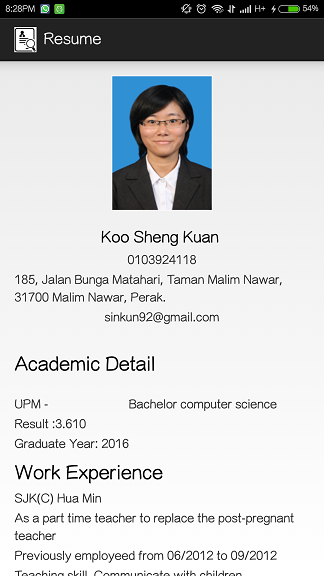 8:28PM H+ 54%
Resume
Koo Sheng Kuan
0103924118
185, Jalan Bunga Matahari, Taman Malim Nawar,
31700 Malim Nawar, Perak.
sinkun92@gmail.com
Academic Detail
UPM - Bachelor computer science
Result :3.610
Graduate Year: 2016
Work Experience
SJK(C) Hua Min
As a part time teacher to replace the post-pregnant
teacher
Previously employeed from 06/2012 to 09/2012
Teaching skill, Communicate with children